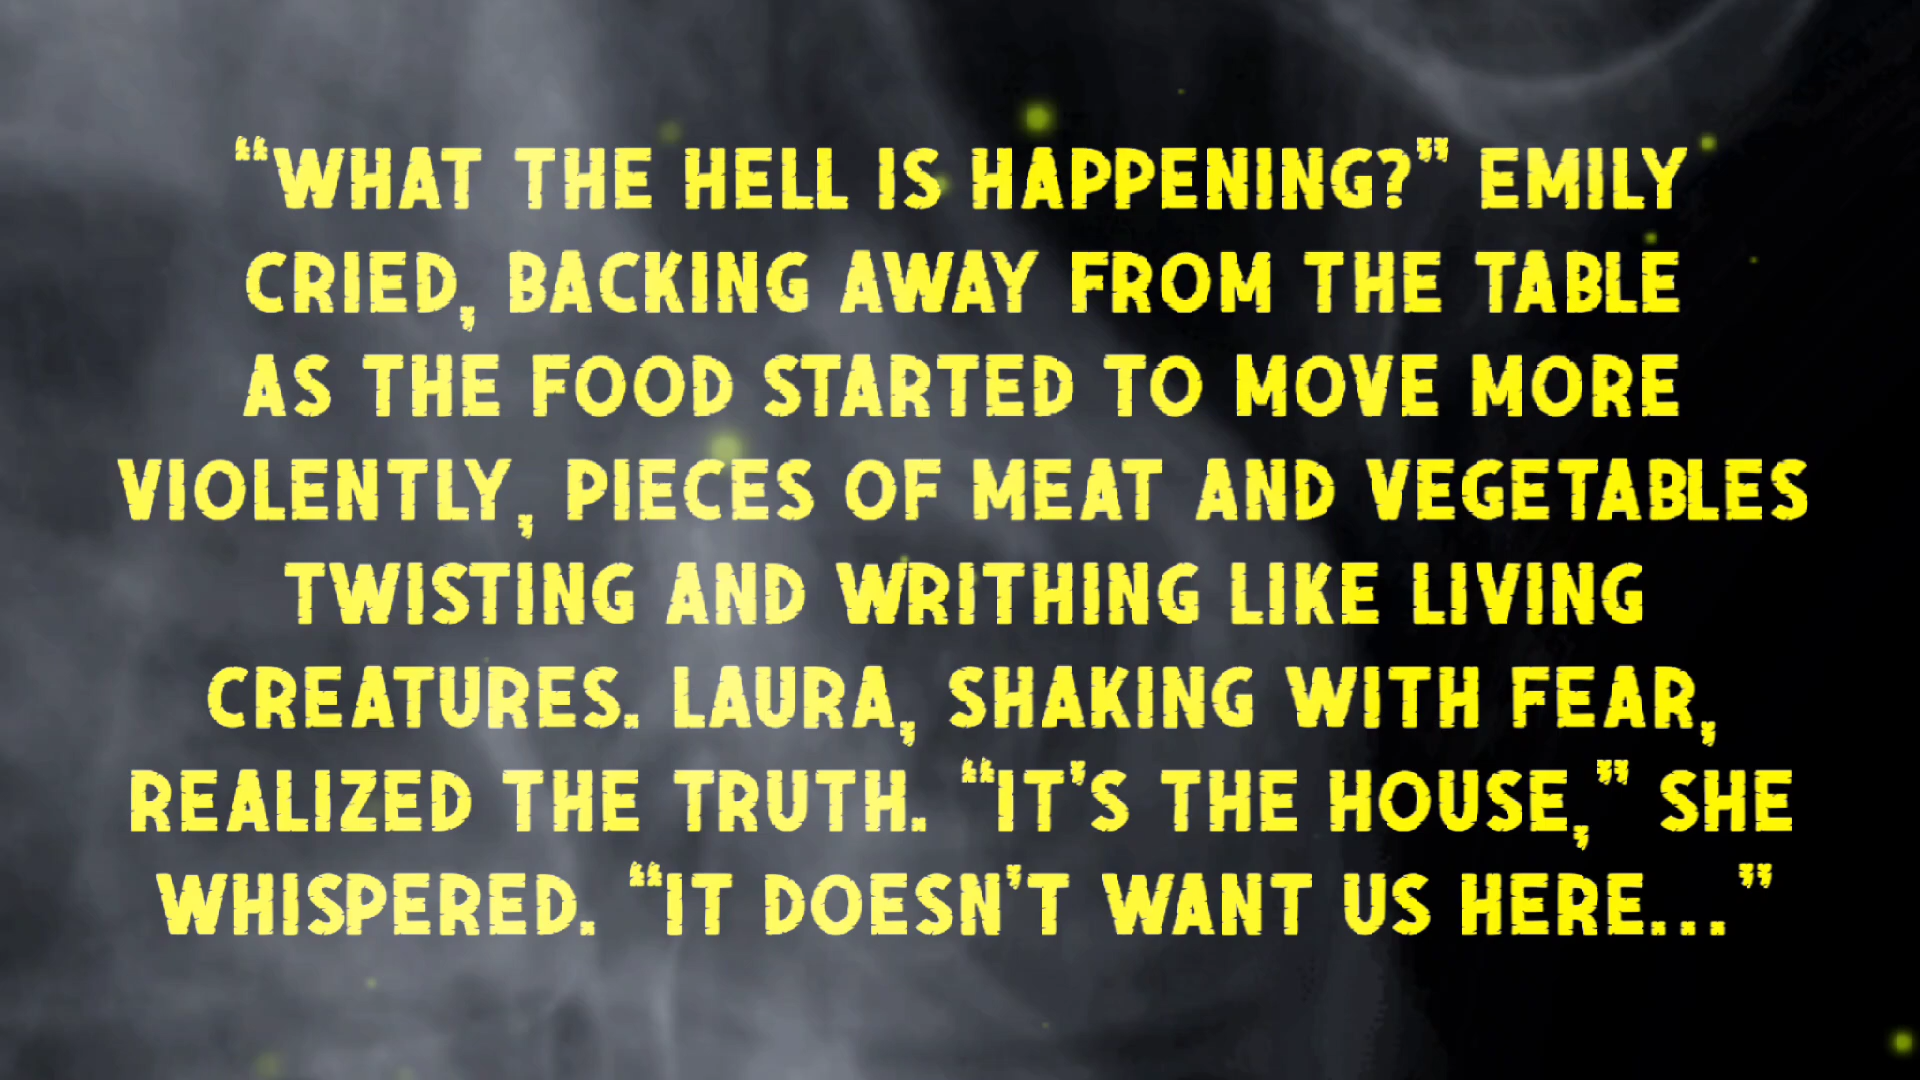 “WHAT THE HELL IS HAPPENING?” EMILY
CRIED, BACKING AWAY FROM THE TABLE
AS THE FOOD STARTED TO MOVE MORE
VIOLENTLY, PIECES OF MEAT AND VEGETABLES
TWISTING AND WRITHING LIKE LIVING
CREATURES. LAURA, SHAKING WITH FEAR,
REALIZED THE TRUTH. “IT’S THE HOUSE,” SHE
WHISPERED. “IT DOESN’T WANT US HERE...”